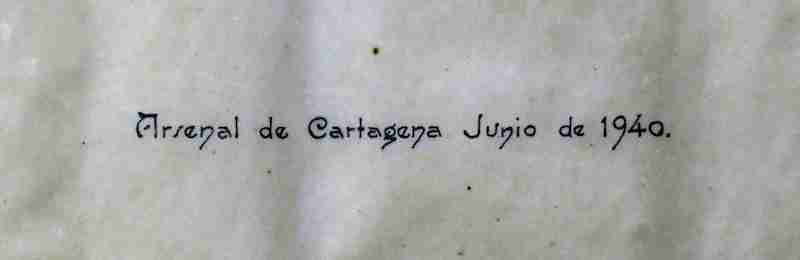 Arsenal de Cartagena Junio de 1940.